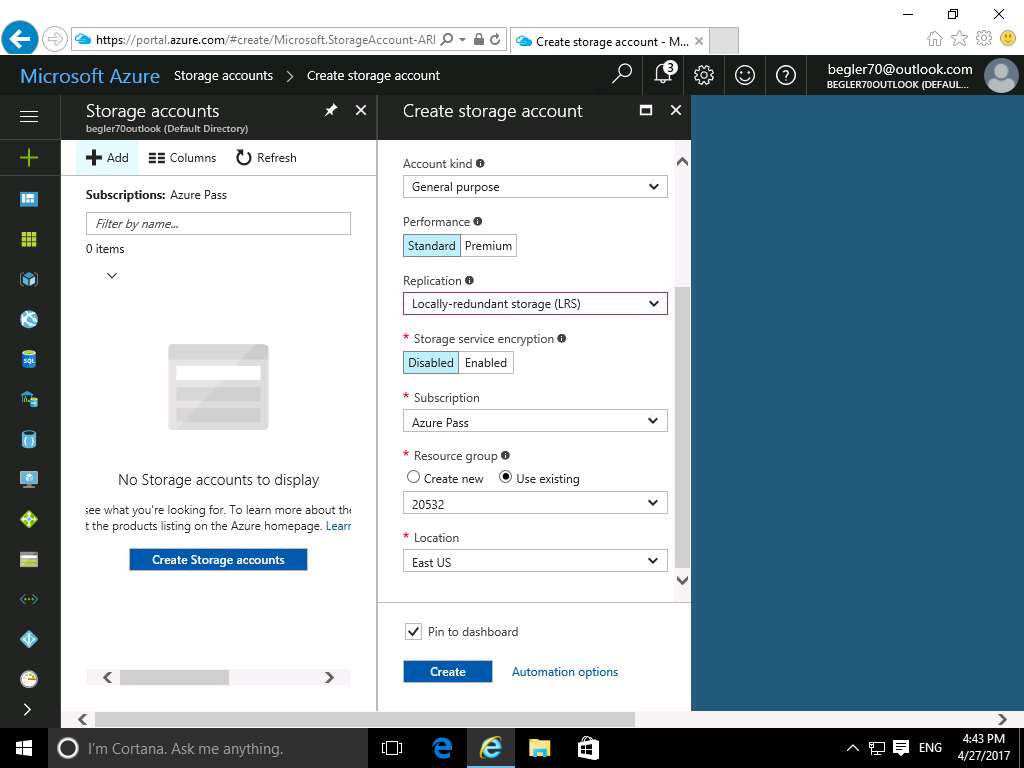 https://portal.azure.com/#create/Microsoft.StorageAccount-ARI
Create storage account - M...
Microsoft Azure
Storage accounts
Create storage account
3
begler70@outlook.com
BEGLER70OUTLOOK (DEFAUL...
Storage accounts
begler70outlook (Default Directory)
Add
Columns
Refresh
Subscriptions: Azure Pass
Filter by name...
0 items
No Storage accounts to display
see what you're looking for. To learn more about the
t the products listing on the Azure homepage. Learn
Create Storage accounts
Create storage account
Account kind
General purpose
Performance
Standard Premium
Replication
Locally-redundant storage (LRS)
* Storage service encryption
Disabled Enabled
* Subscription
Azure Pass
* Resource group
Create new Use existing
20532
* Location
East US
Pin to dashboard
Create Automation options
SQL
I'm Cortana. Ask me anything.
ENG
4:43 PM
4/27/2017